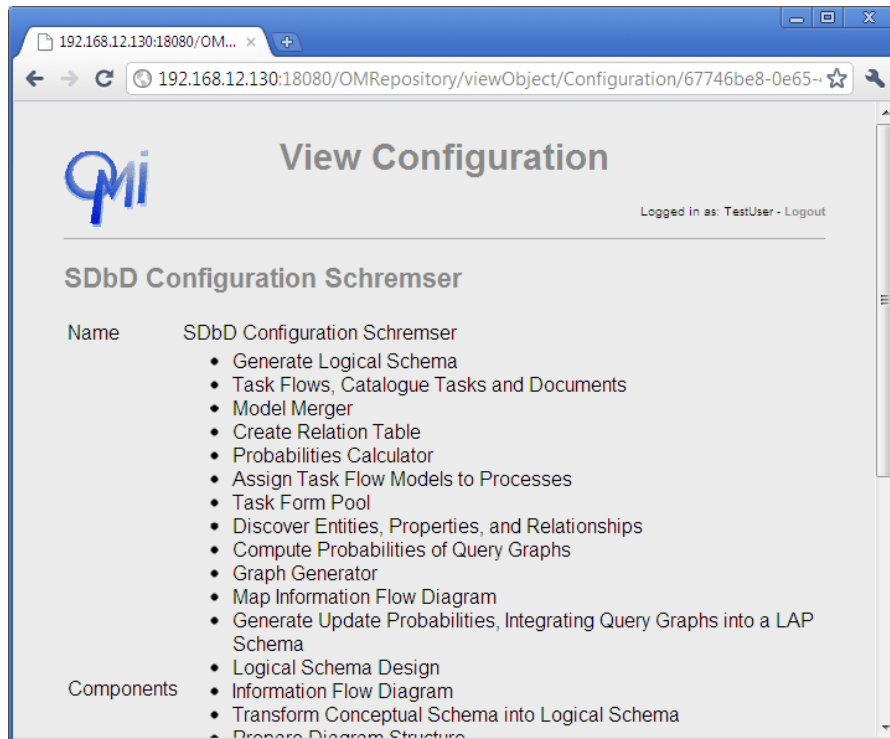 192.168.12.130:18080/OM...
192.168.12.130:18080/OMRepository/viewObject/Configuration/67746be8-0e65-
OMi
View Configuration
Logged in as: TestUser - Logout
SDbD Configuration Schremser
Name SDbD Configuration Schremser
• Generate Logical Schema
• Task Flows, Catalogue Tasks and Documents
• Model Merger
• Create Relation Table
• Probabilities Calculator
• Assign Task Flow Models to Processes
• Task Form Pool
• Discover Entities, Properties, and Relationships
• Compute Probabilities of Query Graphs
• Graph Generator
• Map Information Flow Diagram
• Generate Update Probabilities, Integrating Query Graphs into a LAP
Schema
• Logical Schema Design
Components • Information Flow Diagram
• Transform Conceptual Schema into Logical Schema
• Prepare Diagram Structure